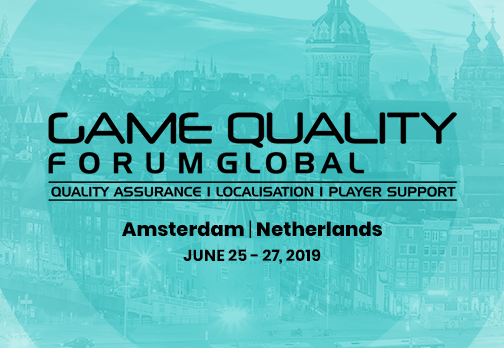 GAME QUALITY
FORUM GLOBAL
QUALITY ASSURANCE | LOCALISATION | PLAYER SUPPORT
Amsterdam | Netherlands
JUNE 25 - 27, 2019